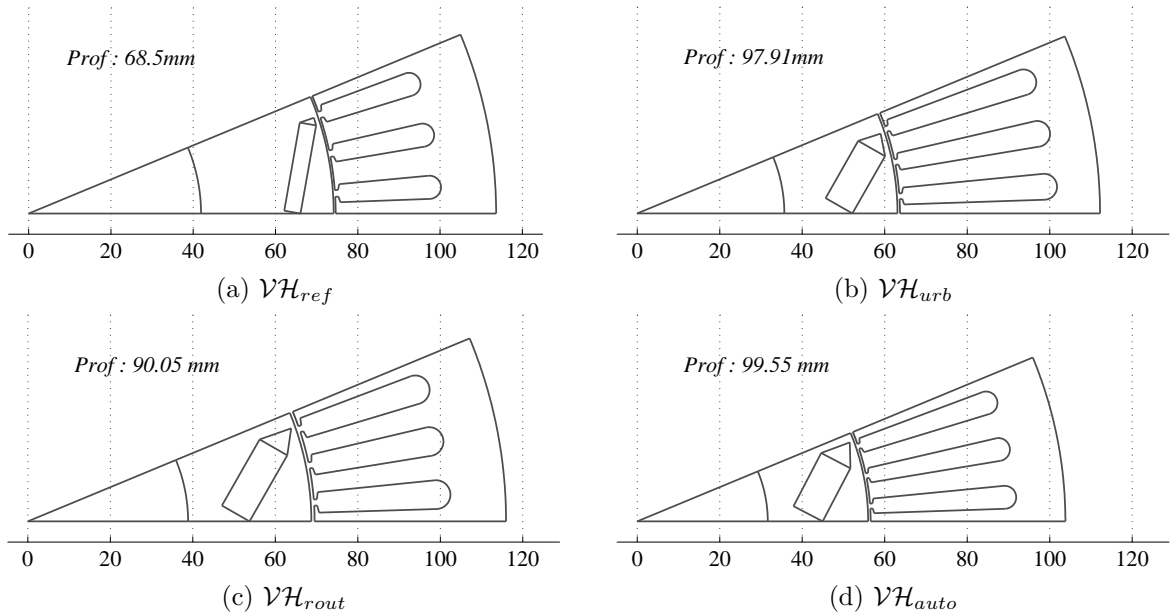 Prof : 68.5mm
0 20 40 60 80 100 120
(a) 𝒱ℋ_ref
Prof : 97.91mm
0 20 40 60 80 100 120
(b) 𝒱ℋ_urb
Prof : 90.05 mm
0 20 40 60 80 100 120
(c) 𝒱ℋ_rout
Prof : 99.55 mm
0 20 40 60 80 100 120
(d) 𝒱ℋ_auto